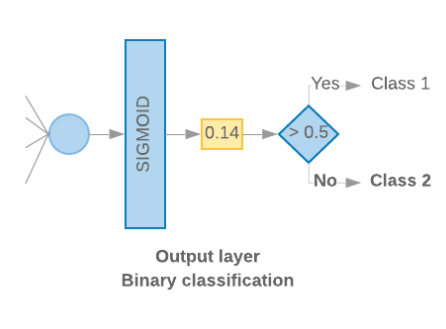 Yes
Class 1
SIGMOID
0.14
> 0.5
No
Class 2
Output layer
Binary classification